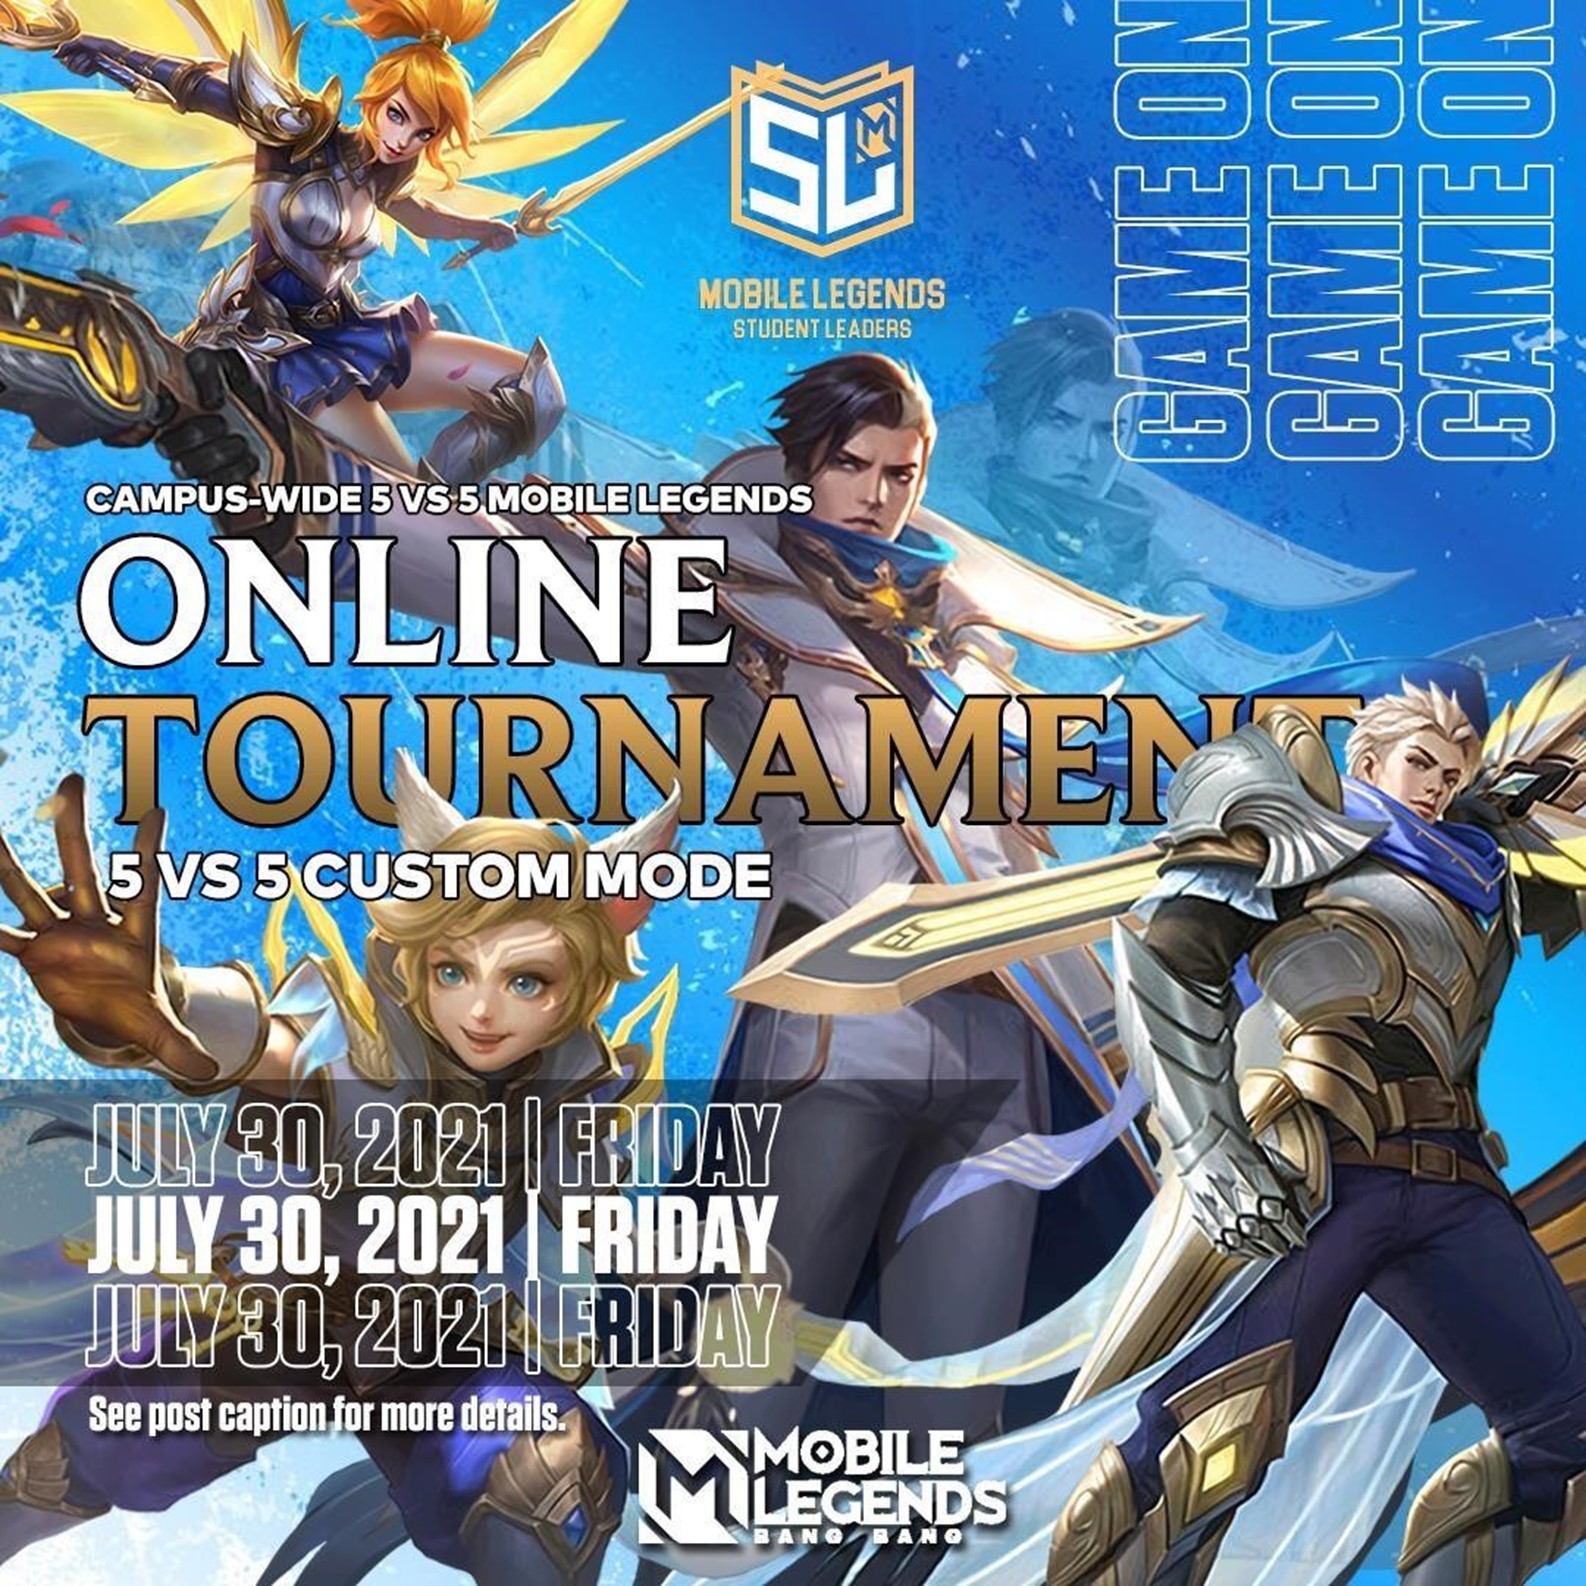 SL
M
MOBILE LEGENDS
STUDENT LEADERS
GAME ON
GAME ON
GAME ON
CAMPUS-WIDE 5 VS 5 MOBILE LEGENDS
ONLINE
TOURNAMENT
5 VS 5 CUSTOM MODE
JULY 30, 2021 | FRIDAY
JULY 30, 2021 | FRIDAY
JULY 30, 2021 | FRIDAY
See post caption for more details.
M MOBILE
LEGENDS
BANG BANG